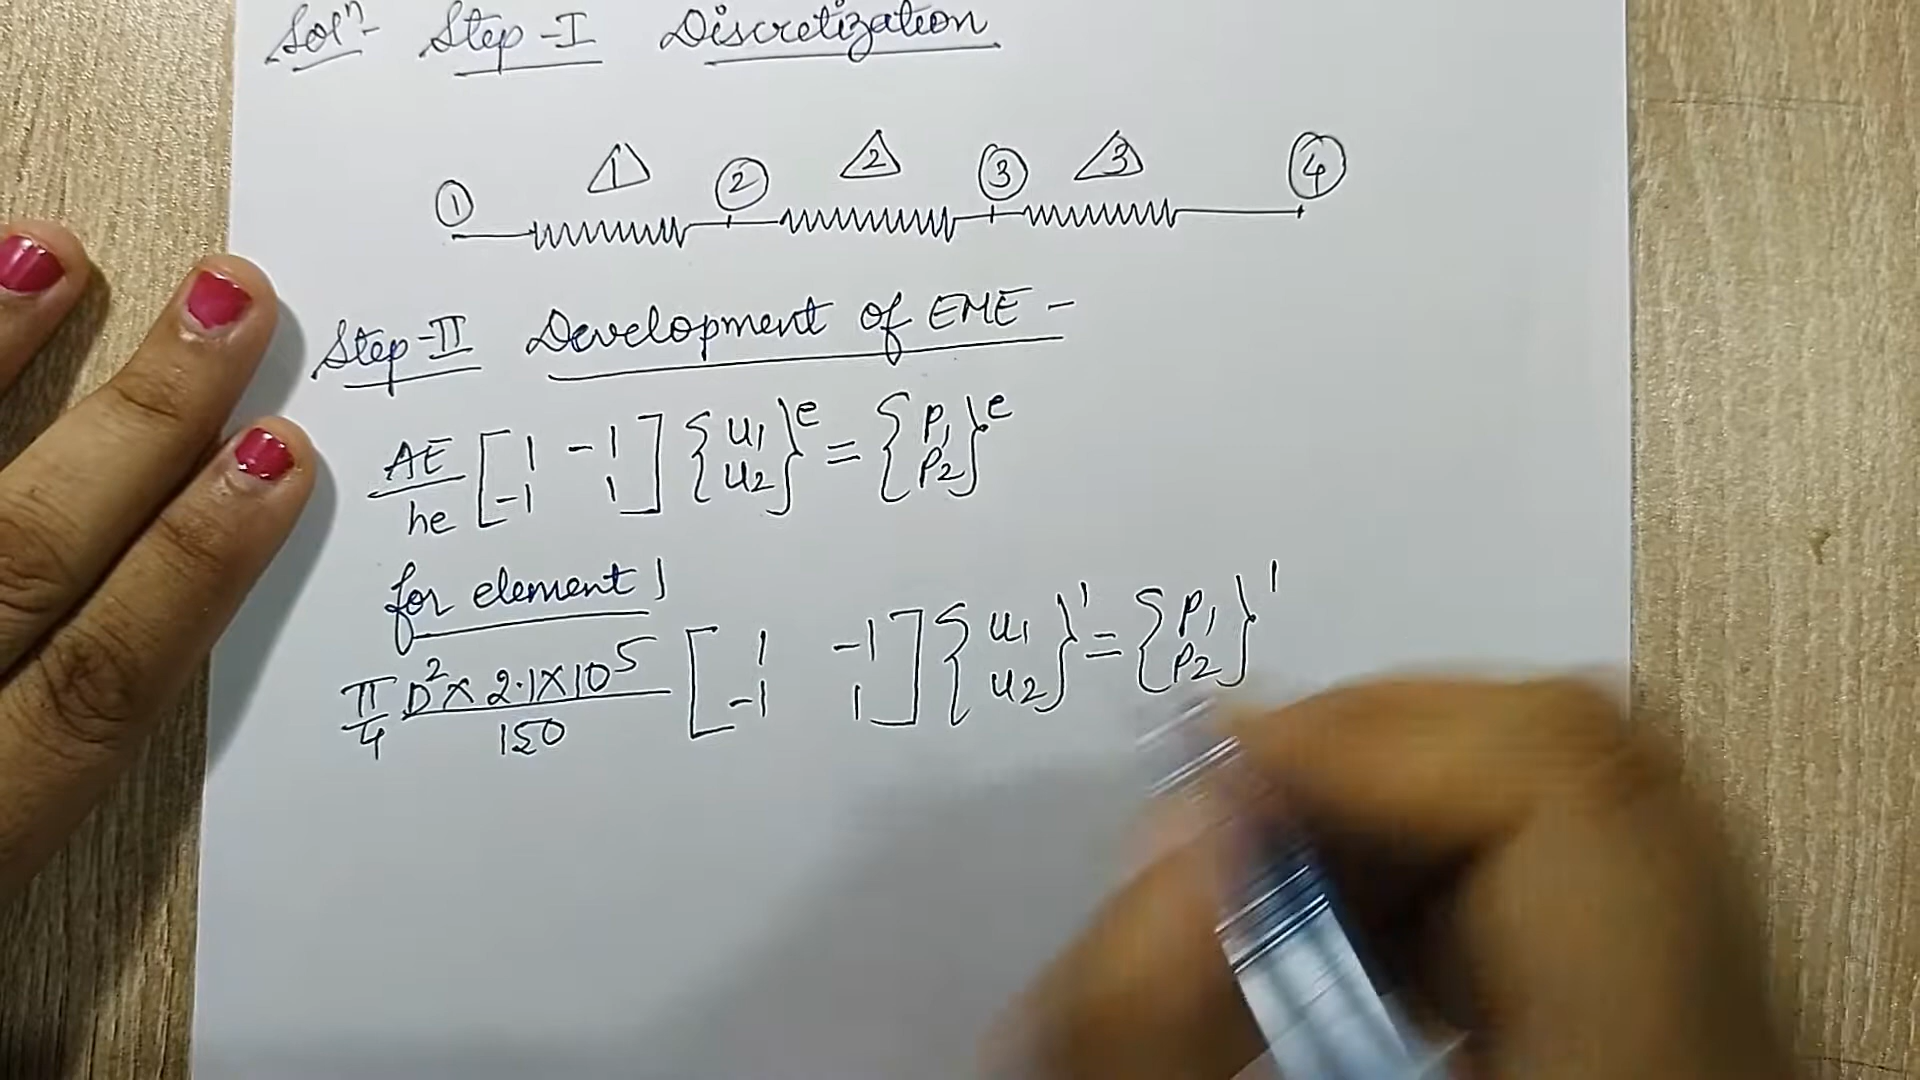 Solⁿ- Step-I Discretization
1 1 2 2 3 3 4
Step-II Development of EME -
AE/he [1 -1 -1 1] {u1 u2}^e = {P1 P2}^e
for element 1
π/4 D² × 2.1×10^5/150 [1 -1 -1 1] {u1 u2}^1 = {P1 P2}^1